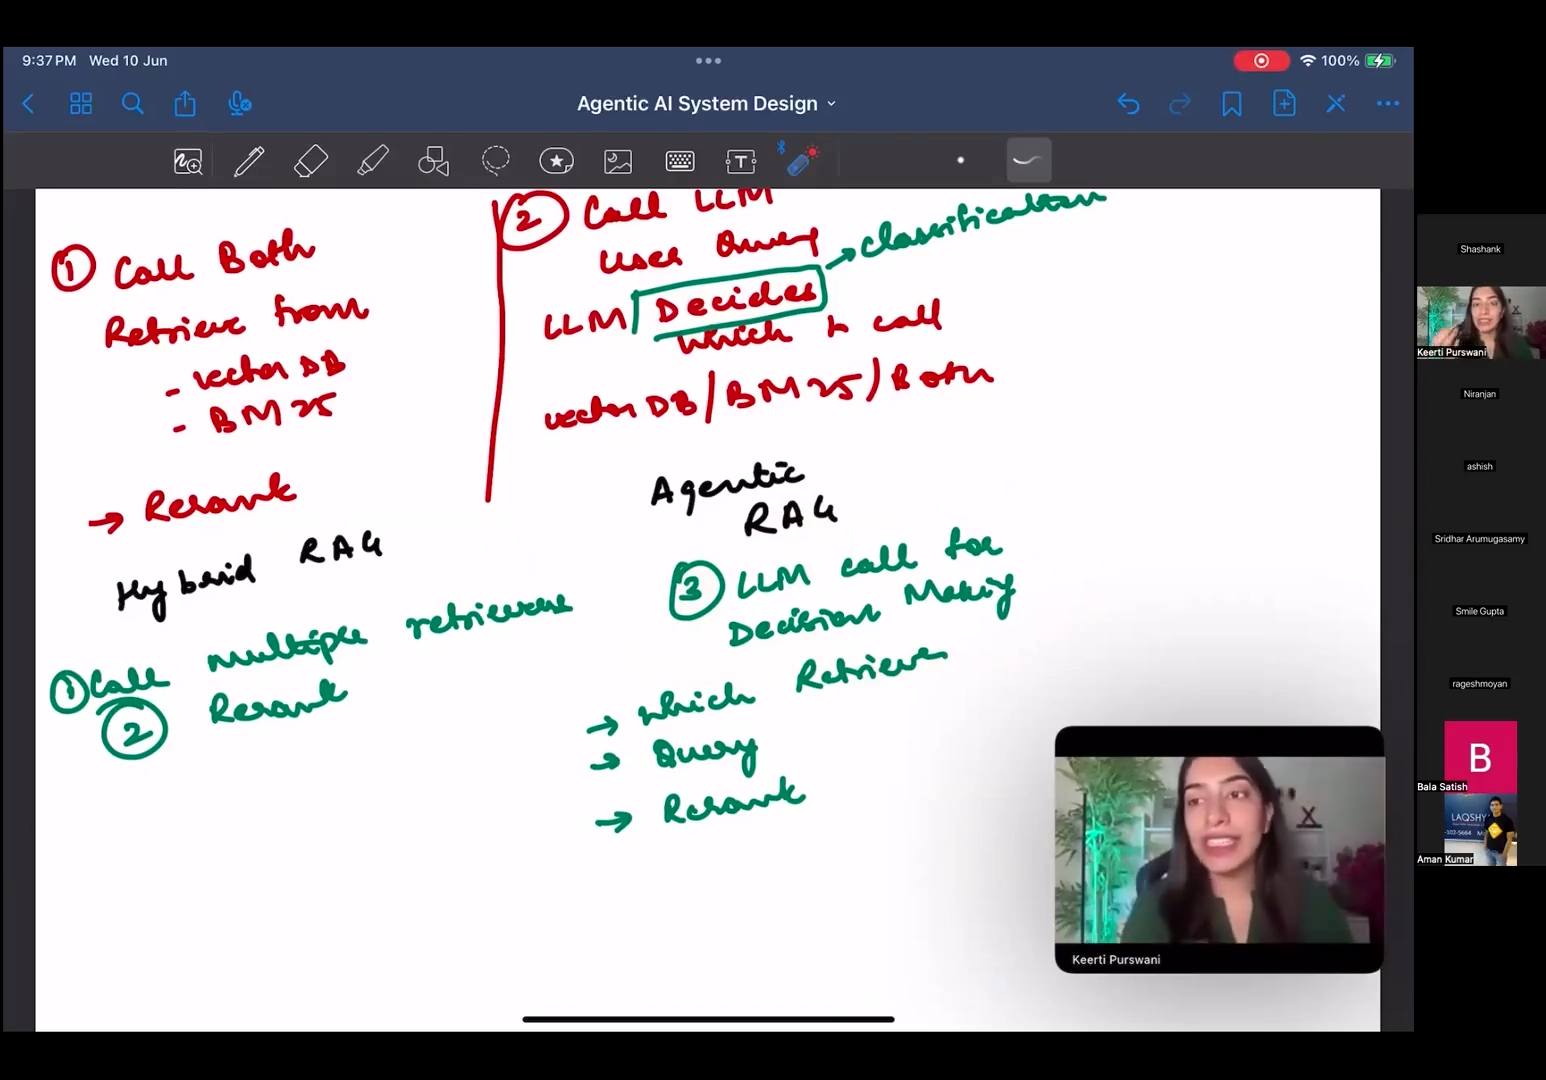 9:37 PM Wed 10 Jun
100%
Agentic AI System Design
① Call Both
Retrieve from
- vector DB
- BM25
→ Rerank
Hybrid RAG
① Call multiple retrievers
② Rerank
② Call LLM
User Query
→ classification
LLM Decides
which to call
vector DB / BM25 / Both
Agentic
RAG
③ LLM call for
Decision Making
→ which Retriever
→ Query
→ Rerank
Keerti Purswani
Shashank
Keerti Purswani
Niranjan
ashish
Sridhar Arumugasamy
Smile Gupta
rageshmoyan
B
Bala Satish
LAQSHY
-102-5664
Aman Kumar